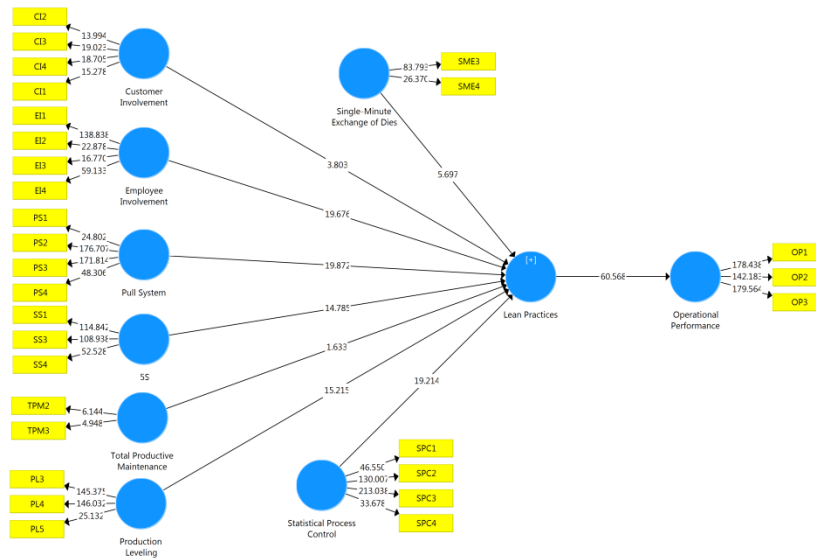 CI2
CI3
CI4
CI1
13.994
19.023
18.705
15.278
Customer
Involvement
EI1
EI2
EI3
EI4
138.838
22.878
16.770
59.133
Employee
Involvement
PS1
PS2
PS3
PS4
24.802
176.707
171.814
48.306
Pull System
SS1
SS3
SS4
114.842
108.938
52.528
5S
TPM2
TPM3
6.144
4.948
Total Productive
Maintenance
PL3
PL4
PL5
145.375
146.032
25.132
Production
Leveling
Single-Minute
Exchange of Dies
83.793
26.370
SME3
SME4
3.803
5.697
19.676
19.872
14.785
1.633
15.215
19.214
[+]
Lean Practices
60.568
Operational
Performance
178.438
142.183
179.564
OP1
OP2
OP3
Statistical Process
Control
46.550
130.007
213.038
33.678
SPC1
SPC2
SPC3
SPC4